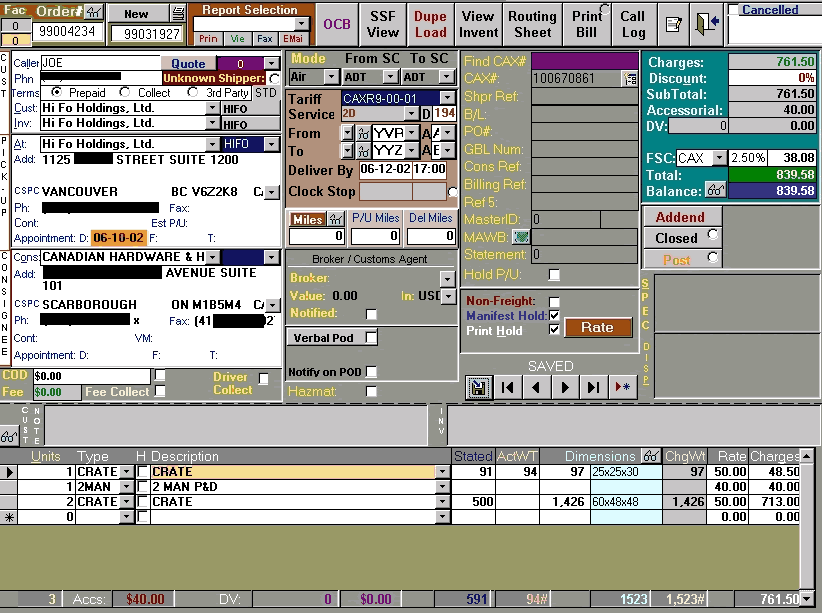 Fac Order# New Report Selection OCB SSF View Dupe Load View Invent Routing Sheet Print Bill Call Log Cancelled
0 0 99004234 99031927 Prin Vie Fax EMai
CUST
Caller JOE Quote 0
Phn Unknown Shipper:
Terms Prepaid Collect 3rd Party STD
Cust: Hi Fo Holdings, Ltd. HIFO
Inv: Hi Fo Holdings, Ltd. HIFO
PICK-UP
At: Hi Fo Holdings, Ltd. HIFO
Add: 1125 STREET SUITE 1200
CSPC VANCOUVER BC V6Z2K8
Ph: Fax:
Cont: Est P/U:
Appointment: D: 06-10-02 F: T:
CONSIGNEE
Cons: CANADIAN HARDWARE & H
Add: AVENUE SUITE
101
CSPC SCARBOROUGH ON M1B5M4
Ph: x Fax: (41
Cont: VM:
Appointment: D: F: T:
COD $0.00 Driver Collect
Fee $0.00 Fee Collect
Mode From SC To SC
Air ADT ADT
Tariff CAXR9-00-01
Service 2D D 194
From YVR
To YYZ
Deliver By 06-12-02 17:00
Clock Stop
Miles P/U Miles Del Miles
0 0 0
Broker / Customs Agent
Broker:
Value: 0.00 In: USD
Notified:
Verbal Pod
Notify on POD
Hazmat:
Find CAX#
CAX#: 100670861
Shpr Ref:
B/L:
PO#:
GBL Num:
Cons Ref:
Billing Ref:
Ref 5:
MasterID: 0
MAWB:
Statement: 0
Hold P/U:
Non-Freight:
Manifest Hold:
Print Hold Rate
SAVED
Charges: 761.50
Discount: 0%
SubTotal: 761.50
Accessorial: 40.00
DV: 0 0.00
FSC: CAX 2.50% 38.08
Total: 839.58
Balance: 839.58
Addend
Closed
Post
SPEC DISP
CUST NOTE INV
Units Type H Description Stated ActWT Dimensions ChgWt Rate Charges
1 CRATE CRATE 91 94 97 25x25x30 97 50.00 48.50
1 2MAN 2 MAN P&D 40.00 40.00
2 CRATE CRATE 500 1,426 60x48x48 1,426 50.00 713.00
0 0.00 0.00
3 Accs: $40.00 DV: 0 $0.00 591 94# 1523 1,523# 761.50